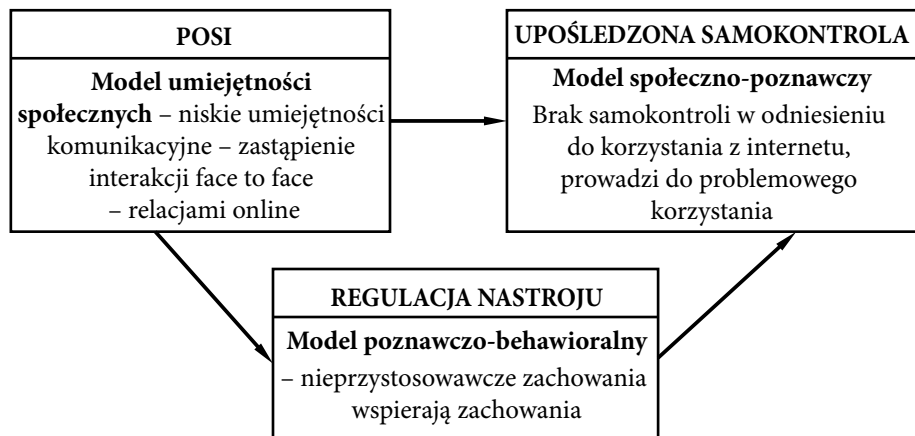 POSI
Model umiejętności
społecznych – niskie umiejętności
komunikacyjne – zastąpienie
interakcji face to face
– relacjami online
UPOŚLEDZONA SAMOKONTROLA
Model społeczno-poznawczy
Brak samokontroli w odniesieniu
do korzystania z internetu,
prowadzi do problemowego
korzystania
REGULACJA NASTROJU
Model poznawczo-behawioralny
– nieprzystosowawcze zachowania
wspierają zachowania